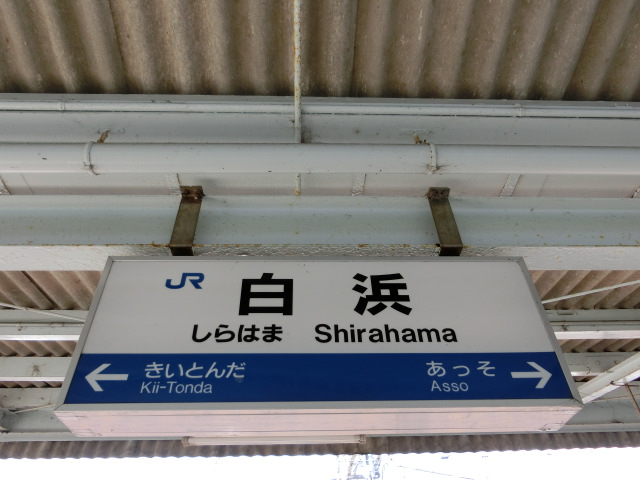 JR 白浜
しらはま Shirahama
← きいとんだ あっそ →
Kii-Tonda Asso